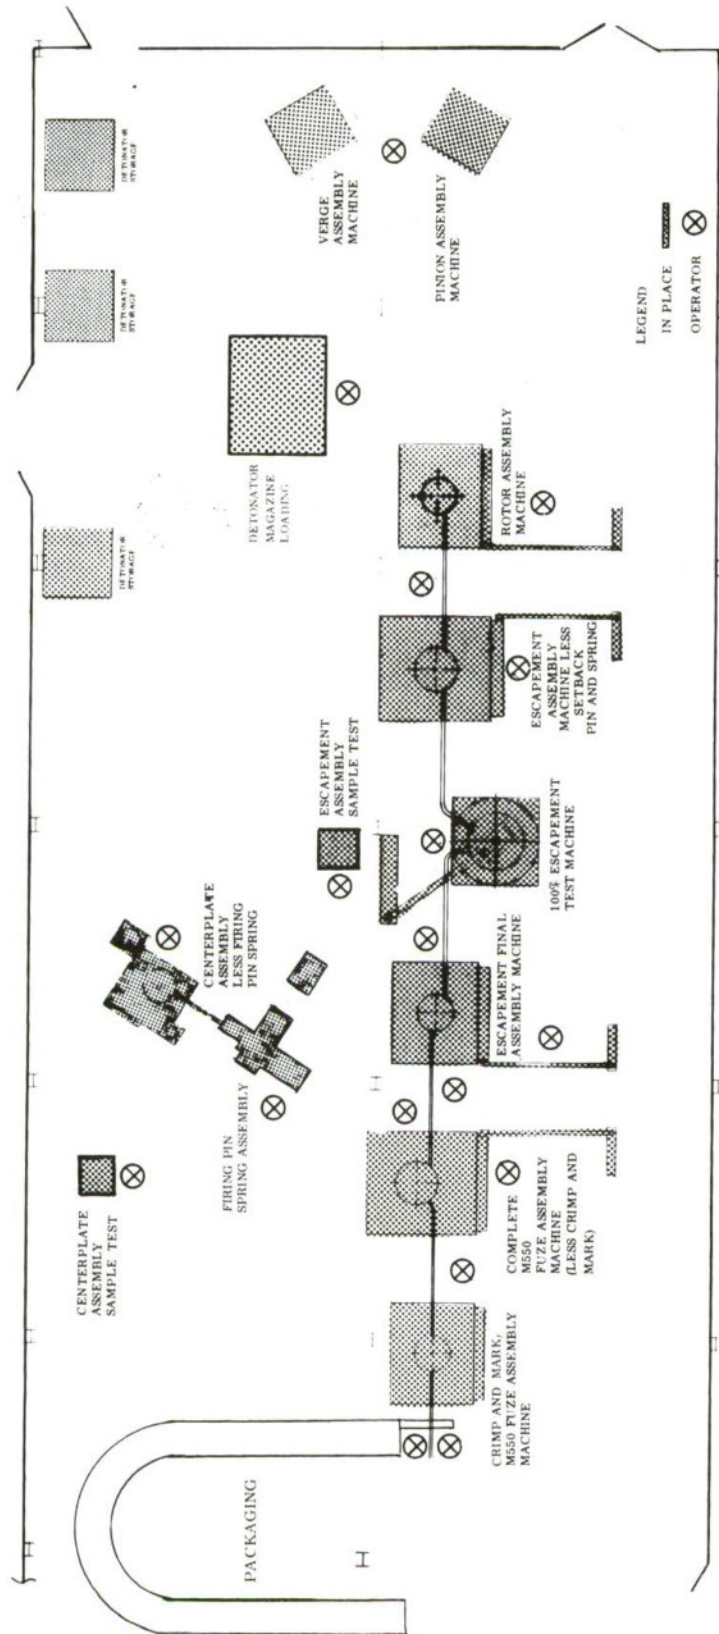 DETONATOR
STORAGE
DETONATOR
STORAGE
DETONATOR
STORAGE
VERGE
ASSEMBLY
MACHINE
PINION ASSEMBLY
MACHINE
LEGEND
IN PLACE
OPERATOR
DETONATOR
MAGAZINE
LOADING
ROTOR ASSEMBLY
MACHINE
ESCAPEMENT
ASSEMBLY
MACHINE LESS
SETBACK
PIN AND SPRING
ESCAPEMENT
ASSEMBLY
SAMPLE TEST
100% ESCAPEMENT
TEST MACHINE
CENTERPLATE
ASSEMBLY
LESS FIRING
PIN SPRING
ESCAPEMENT FINAL
ASSEMBLY MACHINE
FIRING PIN
SPRING ASSEMBLY
CENTERPLATE
ASSEMBLY
SAMPLE TEST
COMPLETE
M550
FUZE ASSEMBLY
MACHINE
(LESS CRIMP AND
MARK)
CRIMP AND MARK,
M550 FUZE ASSEMBLY
MACHINE
PACKAGING